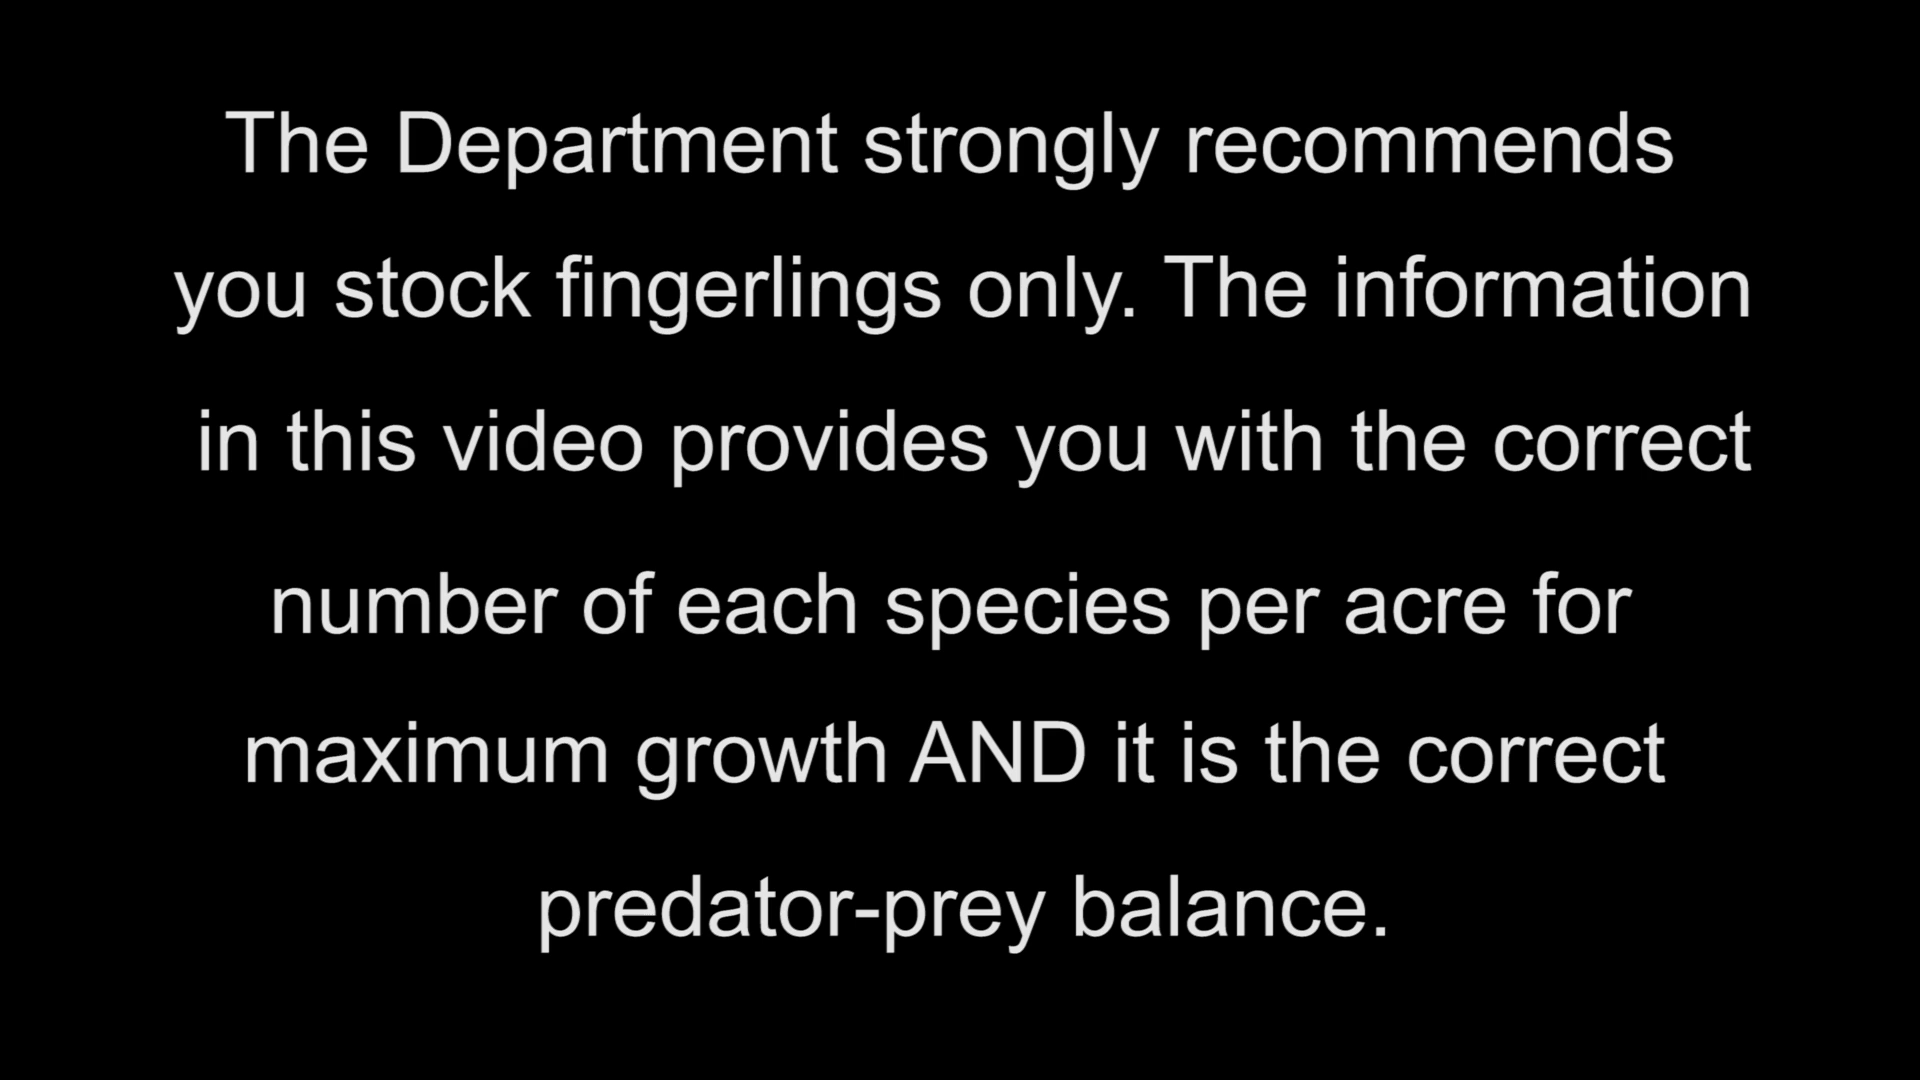 The Department strongly recommends
you stock fingerlings only. The information
in this video provides you with the correct
number of each species per acre for
maximum growth AND it is the correct
predator-prey balance.